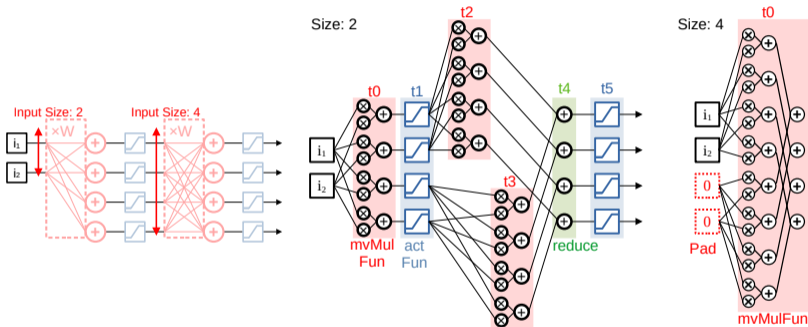 Input Size: 2
Input Size: 4
×W
×W
i₁
i₂
Size: 2
t0
t1
t2
t3
t4
t5
i₁
i₂
mvMul
Fun
act
Fun
reduce
Size: 4
t0
i₁
i₂
0
0
Pad
mvMulFun